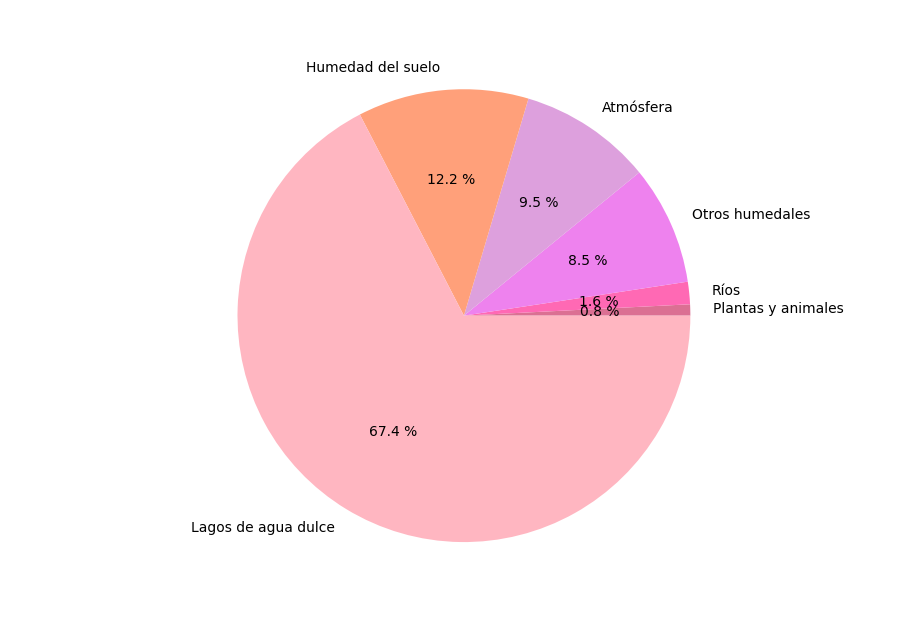 Humedad del suelo
Atmósfera
12.2 %
9.5 %
Otros humedales
8.5 %
Ríos
1.6 %
Plantas y animales
0.8 %
67.4 %
Lagos de agua dulce